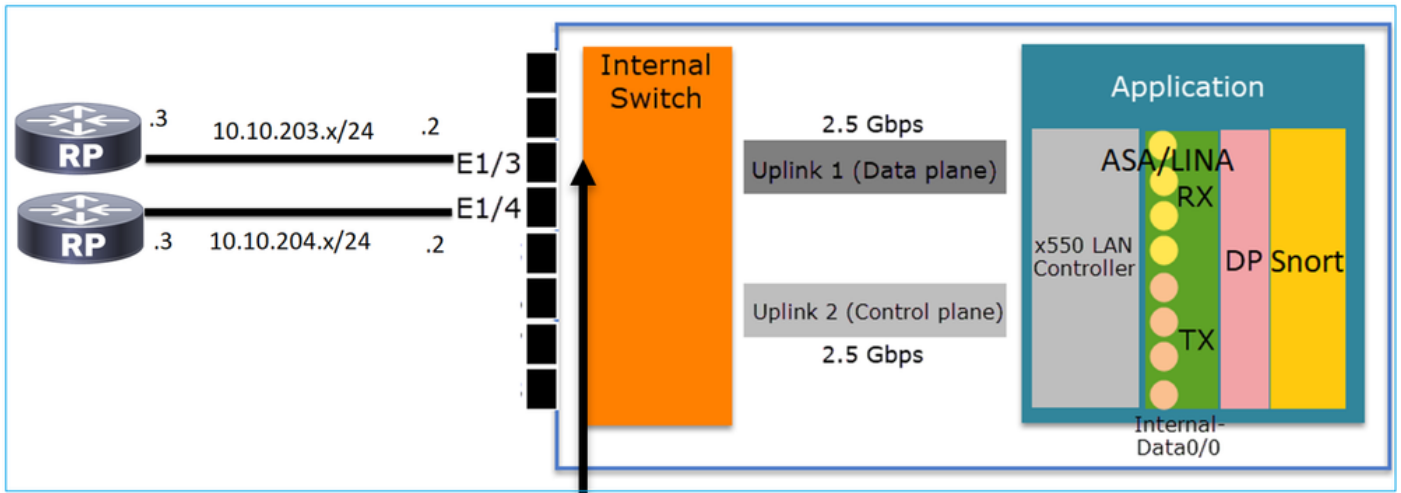 RP
.3
10.10.203.x/24
.2
E1/3
RP
.3
10.10.204.x/24
.2
E1/4
Internal
Switch
2.5 Gbps
Uplink 1 (Data plane)
Uplink 2 (Control plane)
2.5 Gbps
Application
x550 LAN
Controller
ASA/LINA
RX
TX
DP
Snort
Internal-
Data0/0